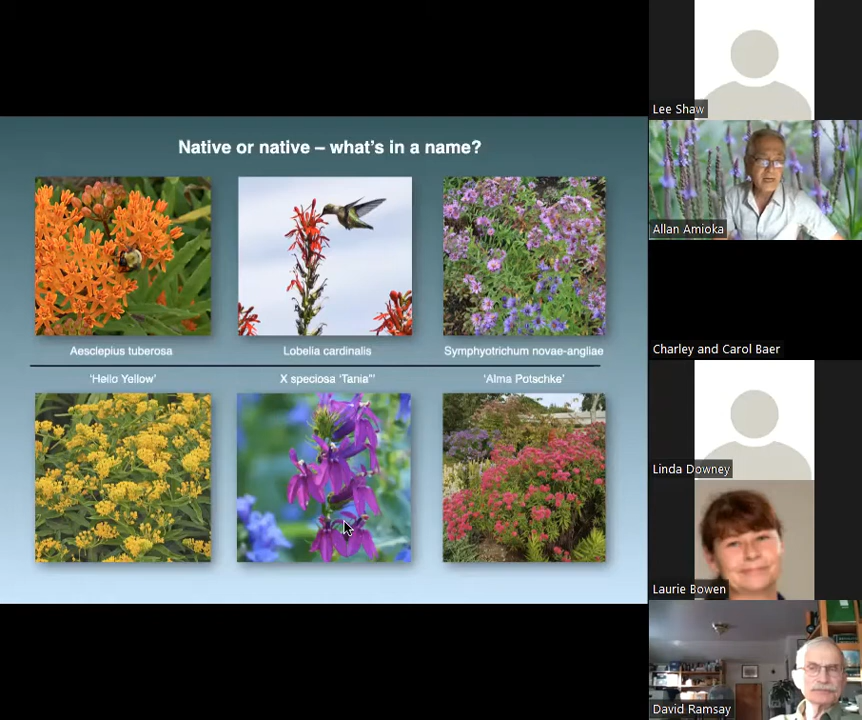 Native or native – what's in a name?
Aesclepius tuberosa
Lobelia cardinalis
Symphyotrichum novae-angliae
'Hello Yellow'
X speciosa 'Tania"'
'Alma Potschke'
Lee Shaw
Allan Amioka
Charley and Carol Baer
Linda Downey
Laurie Bowen
David Ramsay